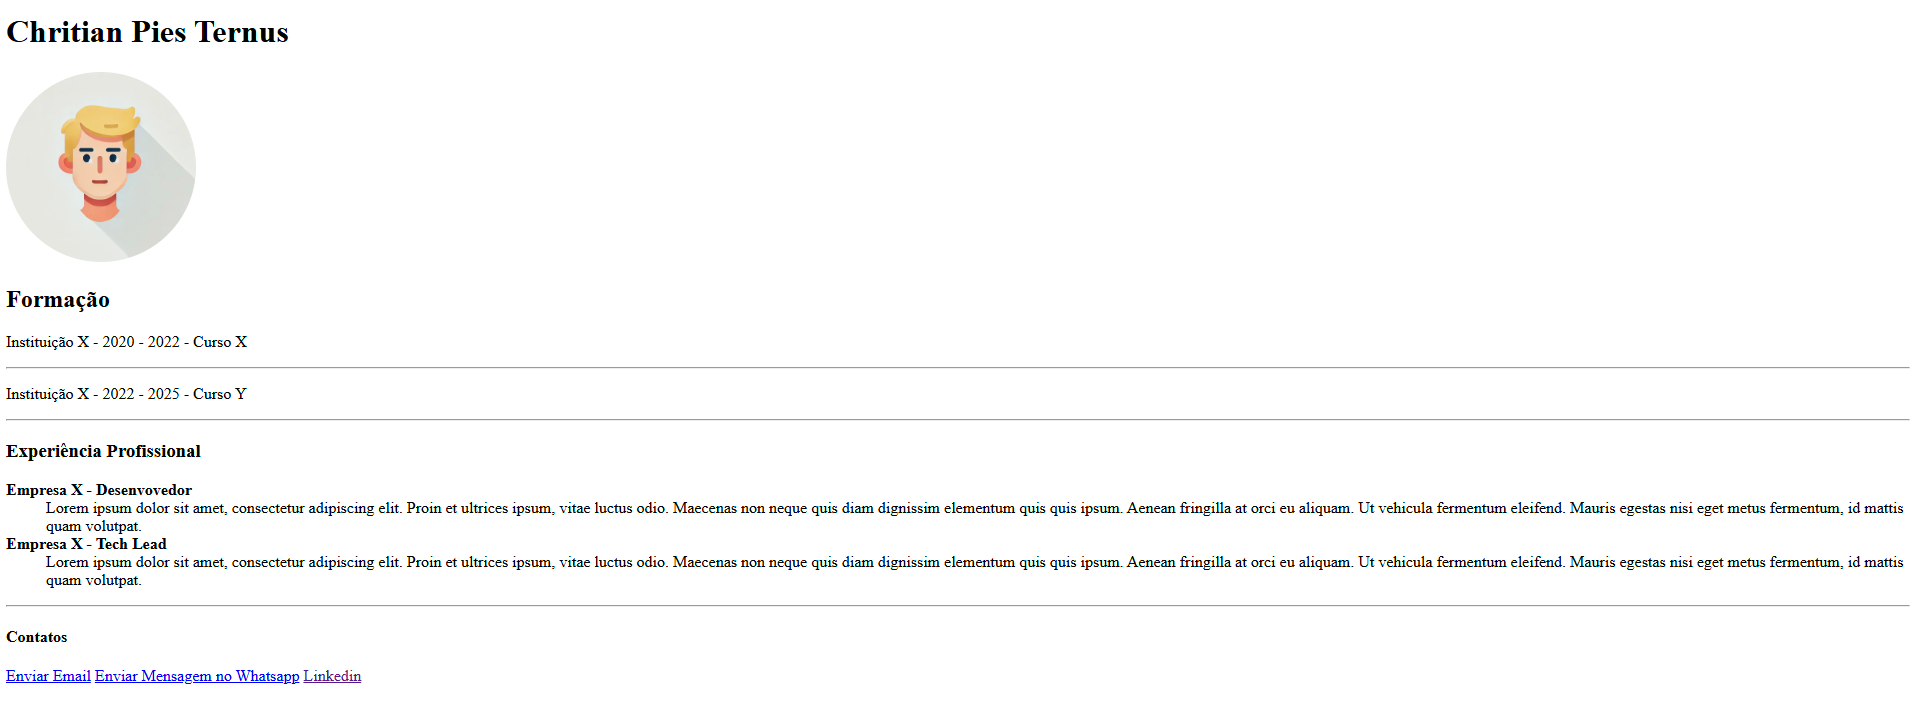 Chritian Pies Ternus
Formação
Instituição X - 2020 - 2022 - Curso X
Instituição X - 2022 - 2025 - Curso Y
Experiência Profissional
Empresa X - Desenvovedor
Lorem ipsum dolor sit amet, consectetur adipiscing elit. Proin et ultrices ipsum, vitae luctus odio. Maecenas non neque quis diam dignissim elementum quis quis ipsum. Aenean fringilla at orci eu aliquam. Ut vehicula fermentum eleifend. Mauris egestas nisi eget metus fermentum, id mattis
quam volutpat.
Empresa X - Tech Lead
Lorem ipsum dolor sit amet, consectetur adipiscing elit. Proin et ultrices ipsum, vitae luctus odio. Maecenas non neque quis diam dignissim elementum quis quis ipsum. Aenean fringilla at orci eu aliquam. Ut vehicula fermentum eleifend. Mauris egestas nisi eget metus fermentum, id mattis
quam volutpat.
Contatos
Enviar Email Enviar Mensagem no Whatsapp Linkedin